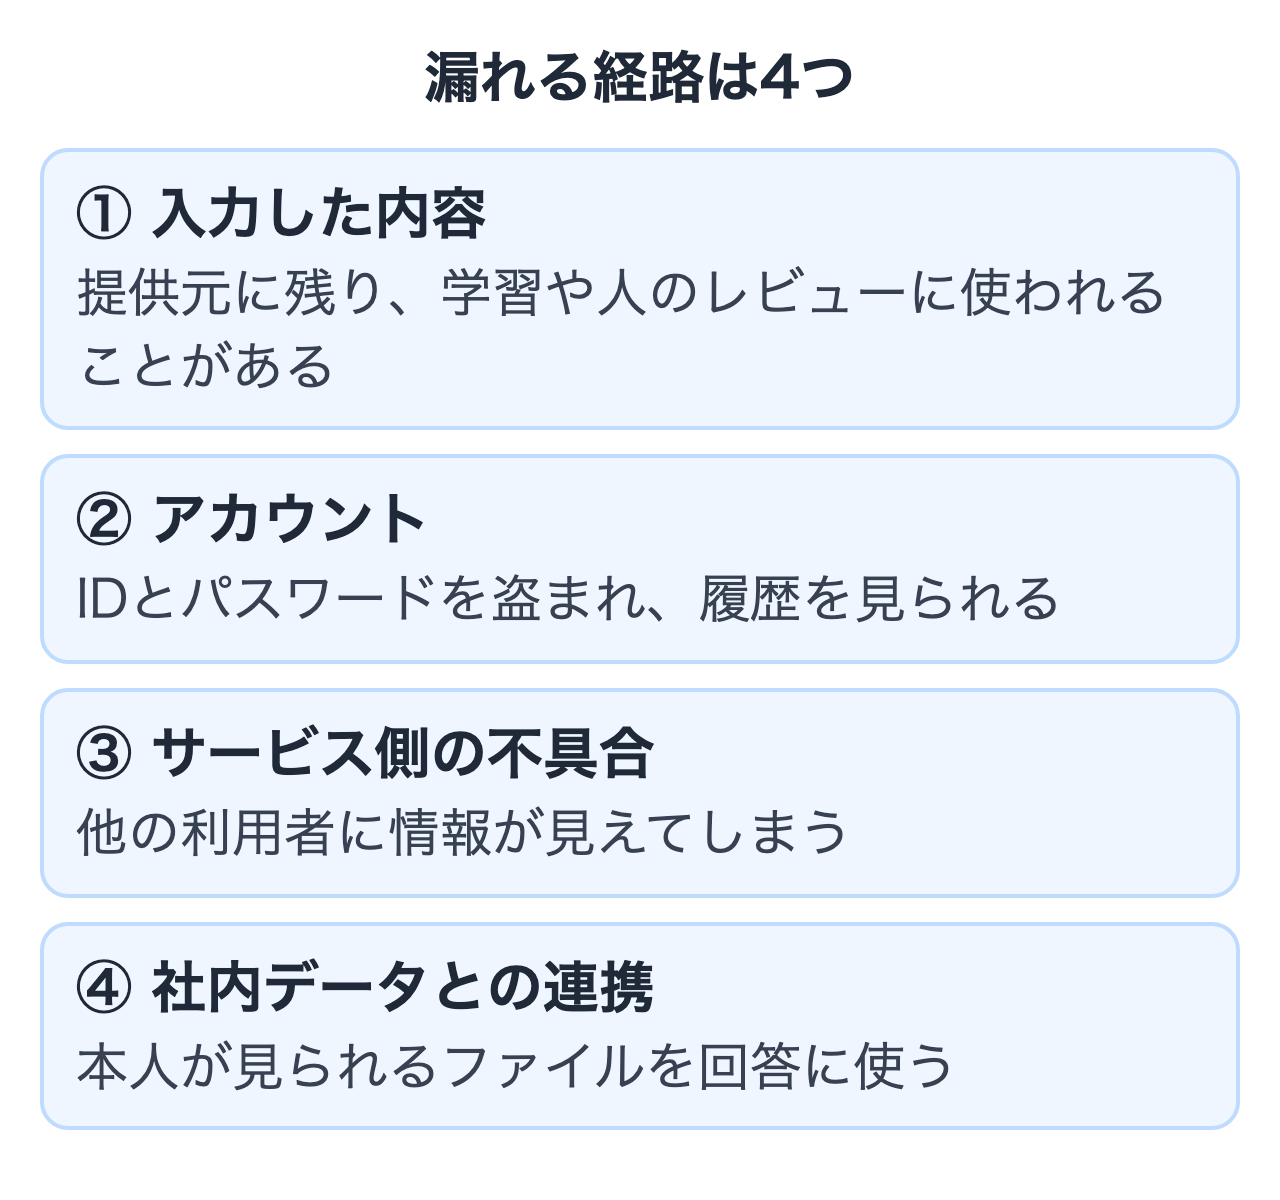 漏れる経路は4つ
① 入力した内容
提供元に残り、学習や人のレビューに使われる
ことがある
② アカウント
IDとパスワードを盗まれ、履歴を見られる
③ サービス側の不具合
他の利用者に情報が見えてしまう
④ 社内データとの連携
本人が見られるファイルを回答に使う